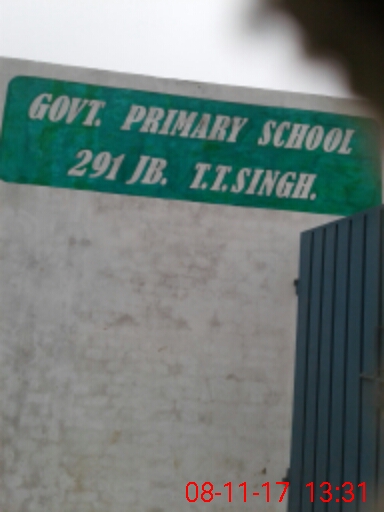 GOVT. PRIMARY SCHOOL
291 JB. T.T.SINGH.
08-11-17 13:31